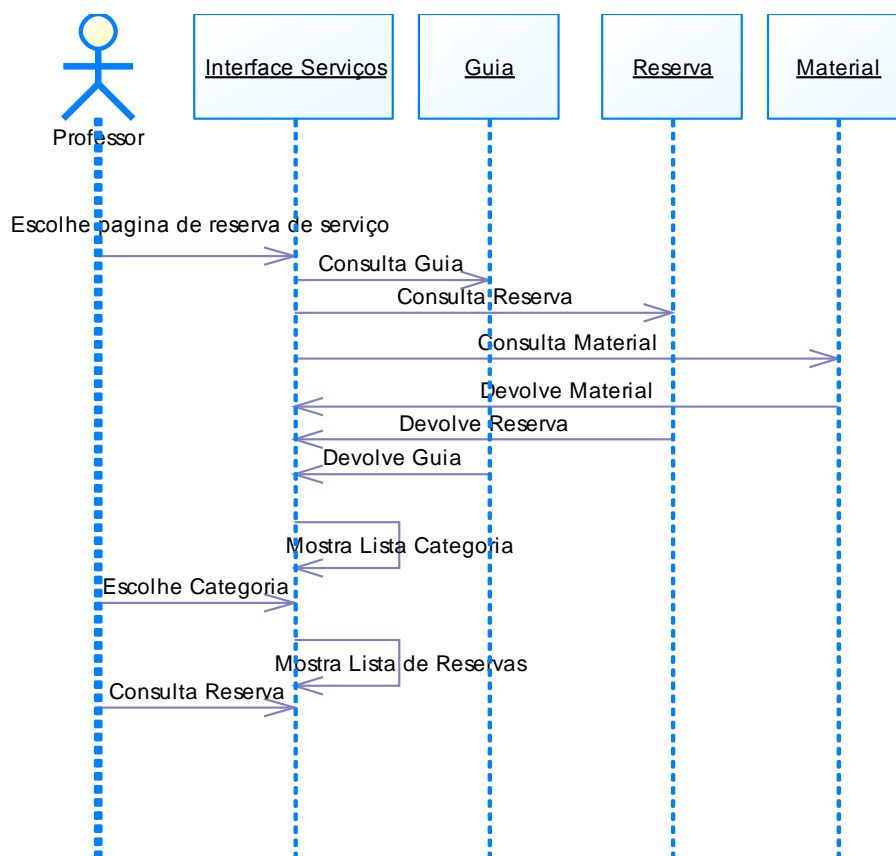 Interface Serviços
Guia
Reserva
Material
Professor
Escolhe pagina de reserva de serviço
Consulta Guia
Consulta Reserva
Consulta Material
Devolve Material
Devolve Reserva
Devolve Guia
Mostra Lista Categoria
Escolhe Categoria
Mostra Lista de Reservas
Consulta Reserva